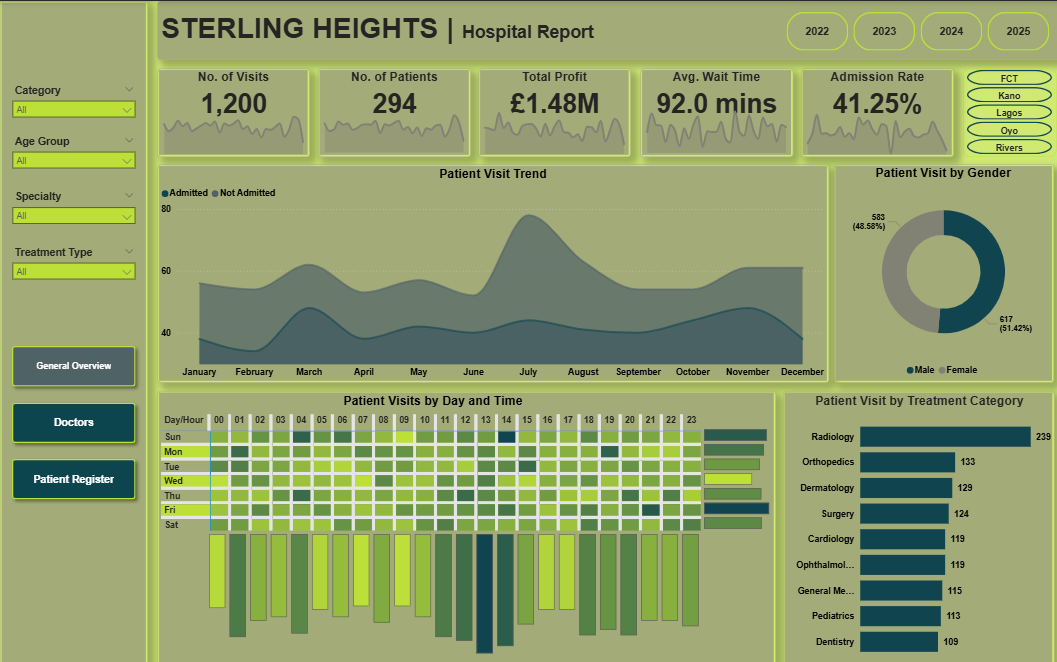 STERLING HEIGHTS | Hospital Report
2022
2023
2024
2025
Category
All
Age Group
All
Specialty
All
Treatment Type
All
General Overview
Doctors
Patient Register
No. of Visits
1,200
No. of Patients
294
Total Profit
£1.48M
Avg. Wait Time
92.0 mins
Admission Rate
41.25%
FCT
Kano
Lagos
Oyo
Rivers
Patient Visit Trend
Admitted Not Admitted
80
60
40
January February March April May June July August September October November December
Patient Visit by Gender
583
(48.58%)
617
(51.42%)
Male Female
Patient Visits by Day and Time
Day/Hour 00 01 02 03 04 05 06 07 08 09 10 11 12 13 14 15 16 17 18 19 20 21 22 23
Sun
Mon
Tue
Wed
Thu
Fri
Sat
Patient Visit by Treatment Category
Radiology 239
Orthopedics 133
Dermatology 129
Surgery 124
Cardiology 119
Ophthalmol... 119
General Me... 115
Pediatrics 113
Dentistry 109